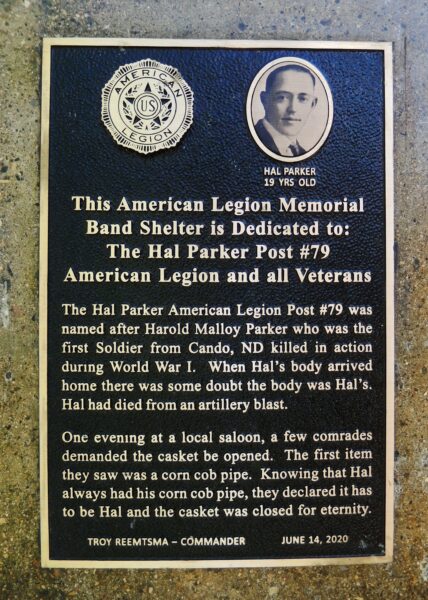 AMERICAN
US
LEGION
HAL PARKER
19 YRS OLD
This American Legion Memorial
Band Shelter is Dedicated to:
The Hal Parker Post #79
American Legion and all Veterans
The Hal Parker American Legion Post #79 was
named after Harold Malloy Parker who was the
first Soldier from Cando, ND killed in action
during World War I. When Hal's body arrived
home there was some doubt the body was Hal's.
Hal had died from an artillery blast.
One evening at a local saloon, a few comrades
demanded the casket be opened. The first item
they saw was a corn cob pipe. Knowing that Hal
always had his corn cob pipe, they declared it has
to be Hal and the casket was closed for eternity.
TROY REEMTSMA – COMMANDER JUNE 14, 2020